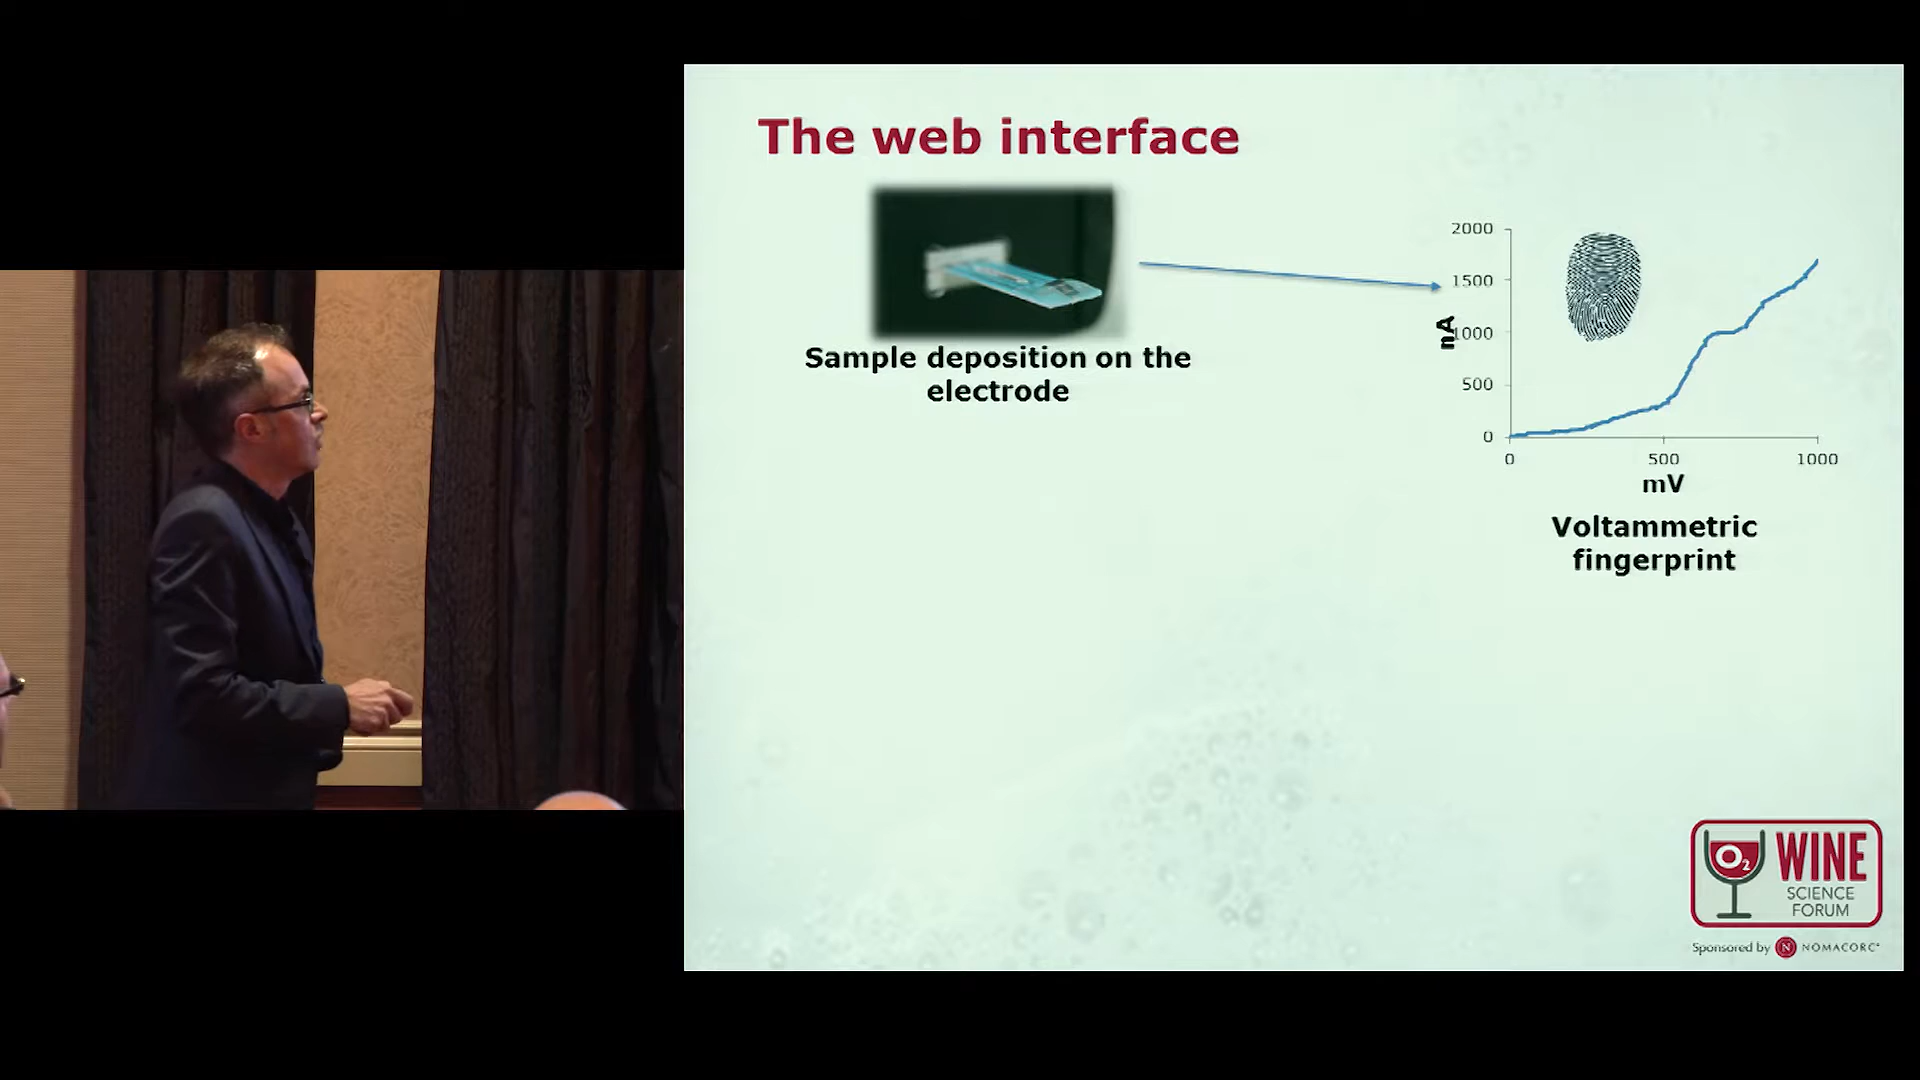 The web interface
Sample deposition on the
electrode
2000
1500
1000
500
0
nA
0
500
1000
mV
Voltammetric
fingerprint
O2
WINE
SCIENCE
FORUM
Sponsored by N NOMACORC